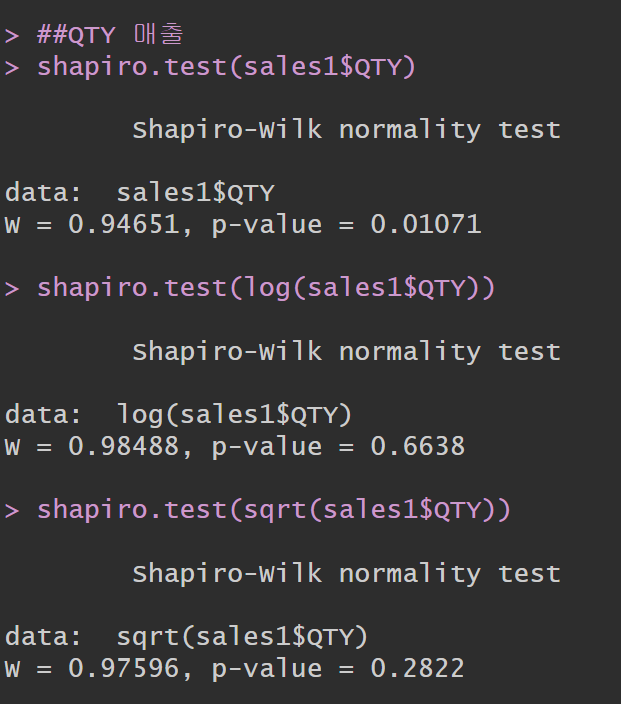 > ##QTY 매출
> shapiro.test(sales1$QTY)
Shapiro-Wilk normality test
data:  sales1$QTY
W = 0.94651, p-value = 0.01071
> shapiro.test(log(sales1$QTY))
Shapiro-Wilk normality test
data:  log(sales1$QTY)
W = 0.98488, p-value = 0.6638
> shapiro.test(sqrt(sales1$QTY))
Shapiro-Wilk normality test
data:  sqrt(sales1$QTY)
W = 0.97596, p-value = 0.2822